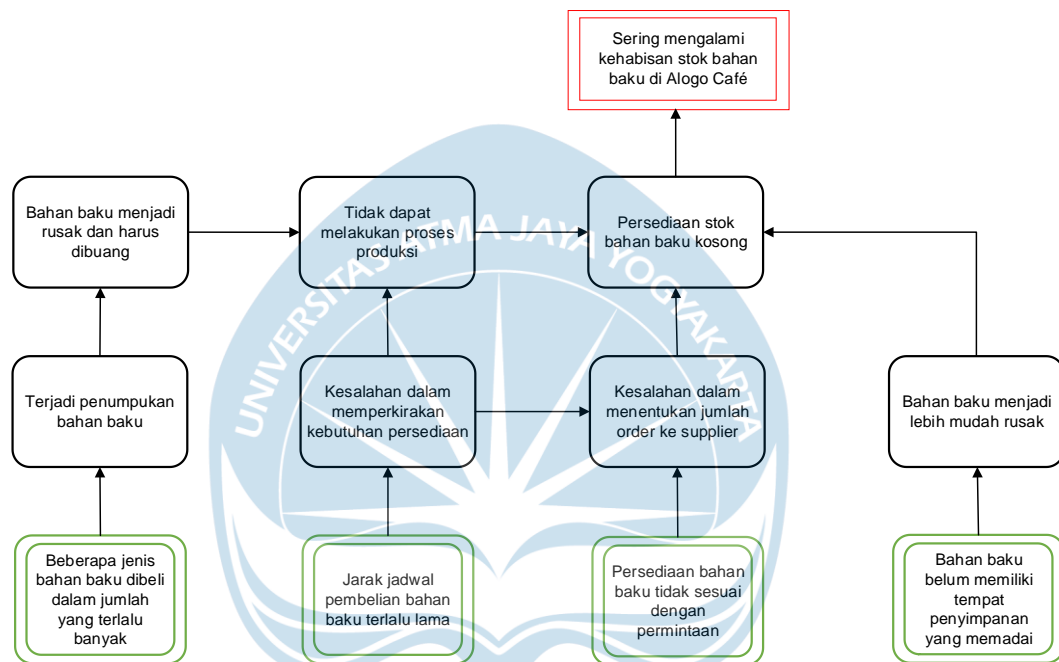 Sering mengalami
kehabisan stok bahan
baku di Alogo Café
Bahan baku menjadi
rusak dan harus
dibuang
Tidak dapat
melakukan proses
produksi
Persediaan stok
bahan baku kosong
UNIVERSITAS ATMA JAYA YOGYAKARTA
Terjadi penumpukan
bahan baku
Kesalahan dalam
memperkirakan
kebutuhan persediaan
Kesalahan dalam
menentukan jumlah
order ke supplier
Bahan baku menjadi
lebih mudah rusak
Beberapa jenis
bahan baku dibeli
dalam jumlah
yang terlalu
banyak
Jarak jadwal
pembelian bahan
baku terlalu lama
Persediaan bahan
baku tidak sesuai
dengan
permintaan
Bahan baku
belum memiliki
tempat
penyimpanan
yang memadai